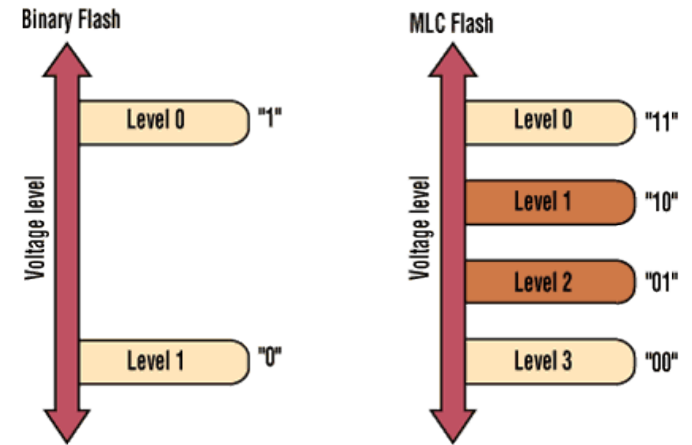 Binary Flash
Level 0
"1"
Voltage level
Level 1
"0"
MLC Flash
Level 0
"11"
Level 1
"10"
Voltage level
Level 2
"01"
Level 3
"00"